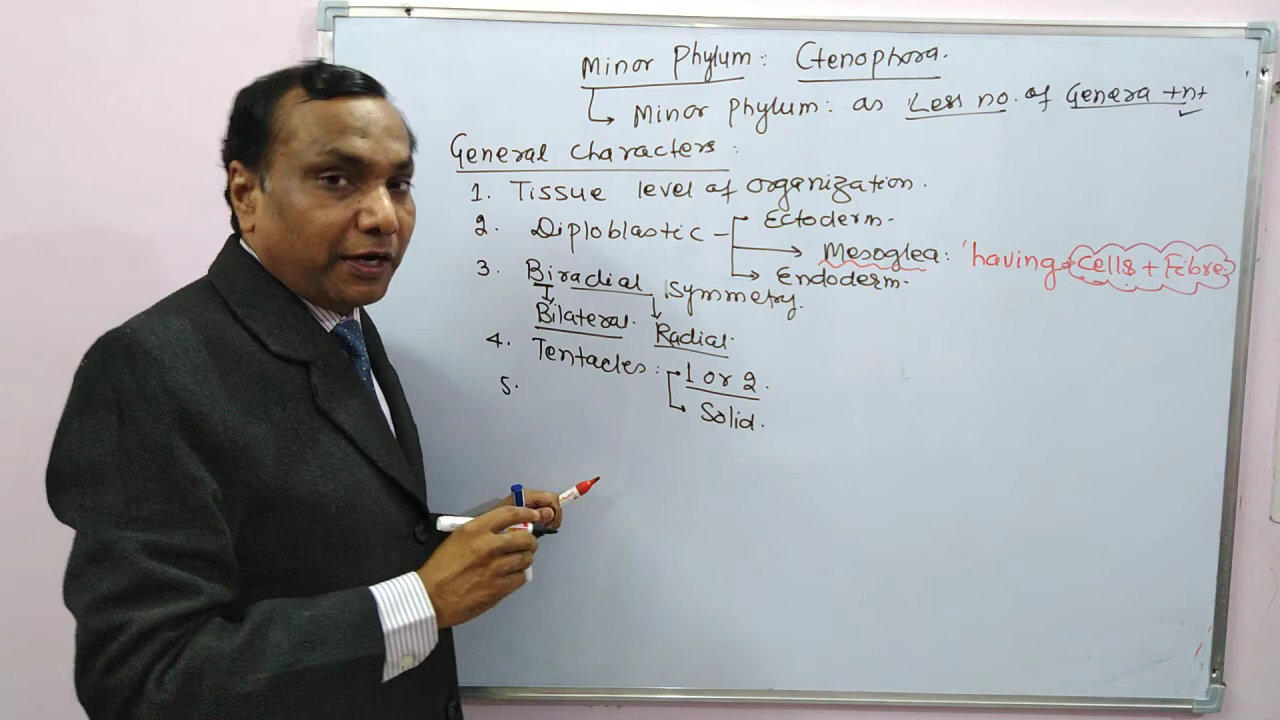 Minor Phylum: Ctenophora.
Minor Phylum: as Less no. of Genera +nt
General characters:
1. Tissue level of organization.
2. Diploblastic - Ectoderm.
Mesoglea: 'having Cells + Fibre.
Endoderm.
3. Biradial Symmetry.
Bilateral. Radial.
4. Tentacles: 1 or 2.
Solid.
5.